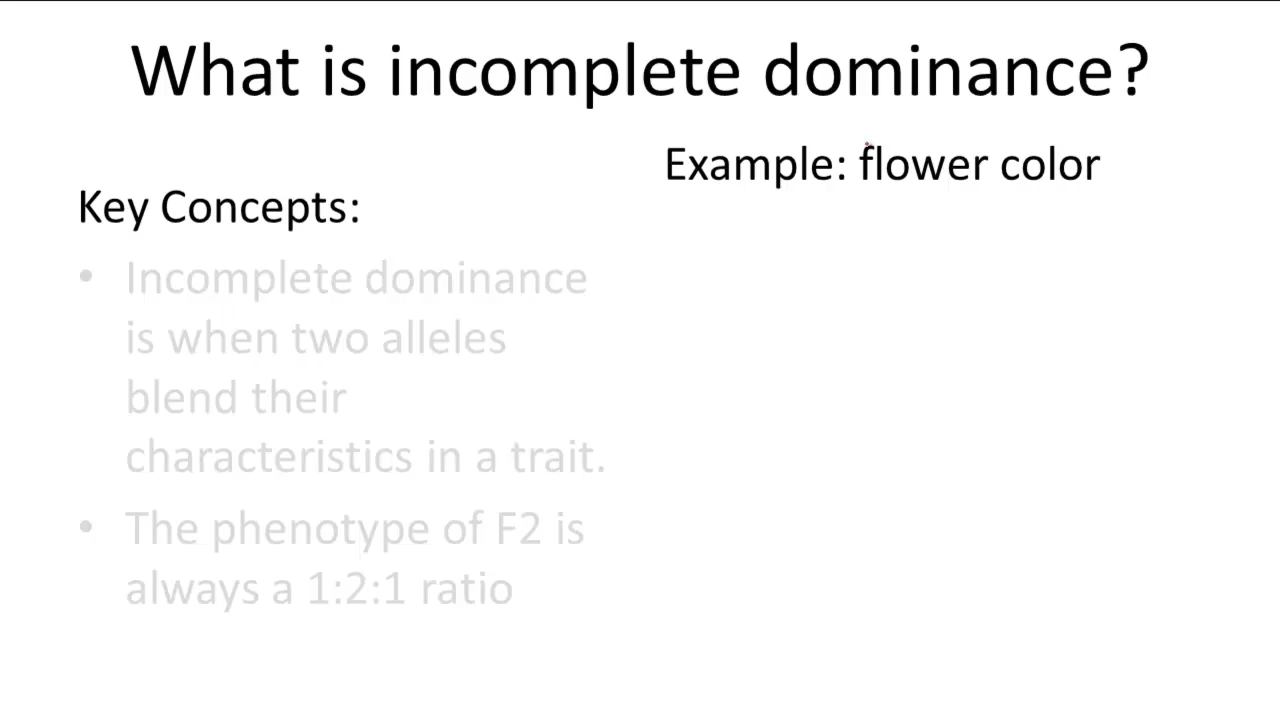 What is incomplete dominance?
Key Concepts:
• Incomplete dominance
is when two alleles
blend their
characteristics in a trait.
• The phenotype of F2 is
always a 1:2:1 ratio
Example: flower color